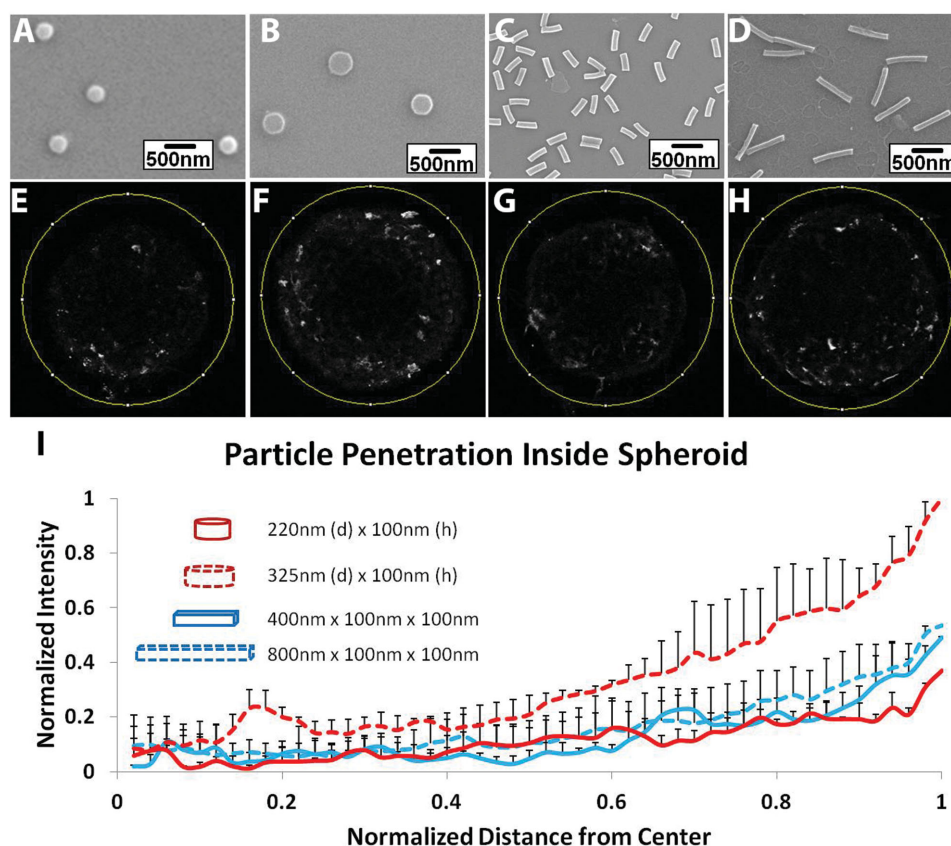 A
B
C
D
500nm
500nm
500nm
500nm
E
F
G
H
I
Particle Penetration Inside Spheroid
Normalized Intensity
1
0.8
0.6
0.4
0.2
0
220nm (d) x 100nm (h)
325nm (d) x 100nm (h)
400nm x 100nm x 100nm
800nm x 100nm x 100nm
0
0.2
0.4
0.6
0.8
1
Normalized Distance from Center